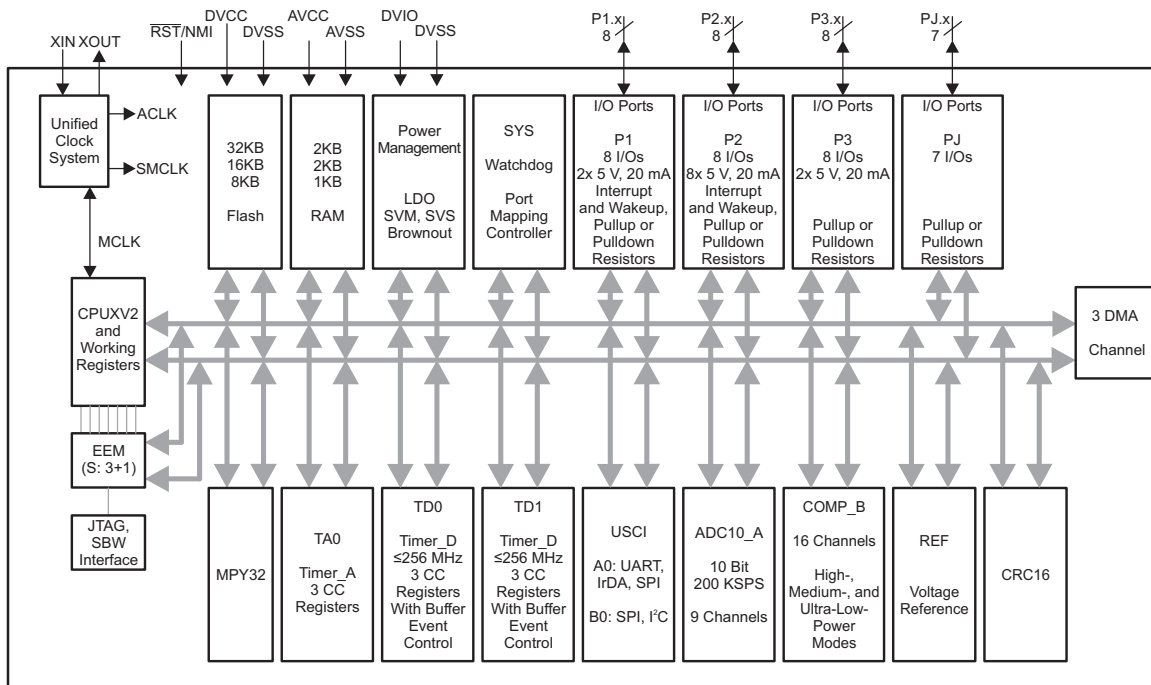 XIN XOUT
RST/NMI
DVCC
DVSS
AVCC
AVSS
DVIO
DVSS
P1.x
8
P2.x
8
P3.x
8
PJ.x
7
Unified
Clock
System
ACLK
SMCLK
MCLK
32KB
16KB
8KB
Flash
2KB
2KB
1KB
RAM
Power
Management
LDO
SVM, SVS
Brownout
SYS
Watchdog
Port
Mapping
Controller
I/O Ports
P1
8 I/Os
2x 5 V, 20 mA
Interrupt
and Wakeup,
Pullup or
Pulldown
Resistors
I/O Ports
P2
8 I/Os
8x 5 V, 20 mA
Interrupt
and Wakeup,
Pullup or
Pulldown
Resistors
I/O Ports
P3
8 I/Os
2x 5 V, 20 mA
Pullup or
Pulldown
Resistors
I/O Ports
PJ
7 I/Os
Pullup or
Pulldown
Resistors
CPUXV2
and
Working
Registers
3 DMA
Channel
EEM
(S: 3+1)
JTAG,
SBW
Interface
MPY32
TA0
Timer_A
3 CC
Registers
TD0
Timer_D
≤256 MHz
3 CC
Registers
With Buffer
Event
Control
TD1
Timer_D
≤256 MHz
3 CC
Registers
With Buffer
Event
Control
USCI
A0: UART,
IrDA, SPI
B0: SPI, I²C
ADC10_A
10 Bit
200 KSPS
9 Channels
COMP_B
16 Channels
High-,
Medium-, and
Ultra-Low-
Power
Modes
REF
Voltage
Reference
CRC16